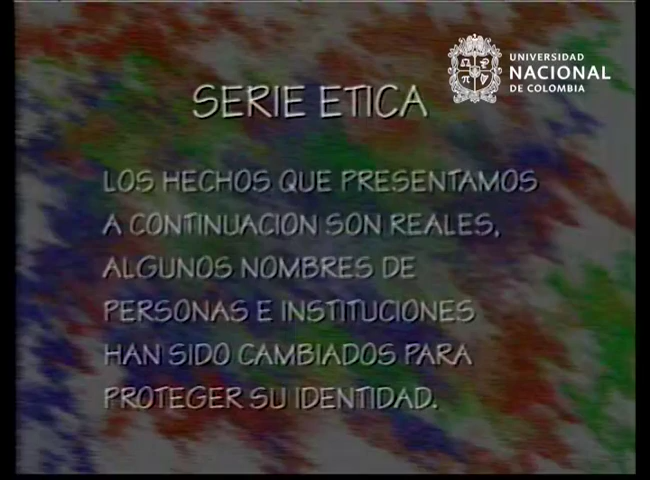 UNIVERSIDAD
NACIONAL
DE COLOMBIA
SERIE ETICA
LOS HECHOS QUE PRESENTAMOS
A CONTINUACION SON REALES,
ALGUNOS NOMBRES DE
PERSONAS E INSTITUCIONES
HAN SIDO CAMBIADOS PARA
PROTEGER SU IDENTIDAD.